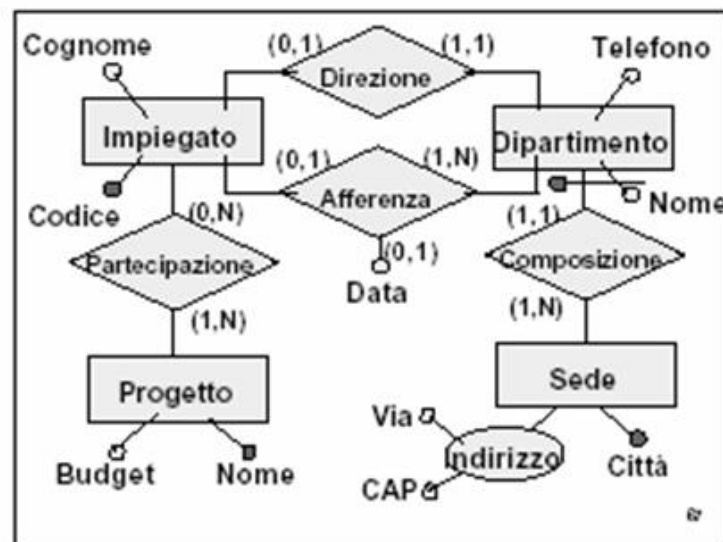 Cognome
(0,1)
(1,1)
Telefono
Direzione
Impiegato
Dipartimento
(0,1)
(1,N)
Afferenza
Codice
(0,N)
(0,1)
(1,1)
Nome
Partecipazione
Data
Composizione
(1,N)
(1,N)
Progetto
Sede
Via
Indirizzo
Budget
Nome
CAP
Città